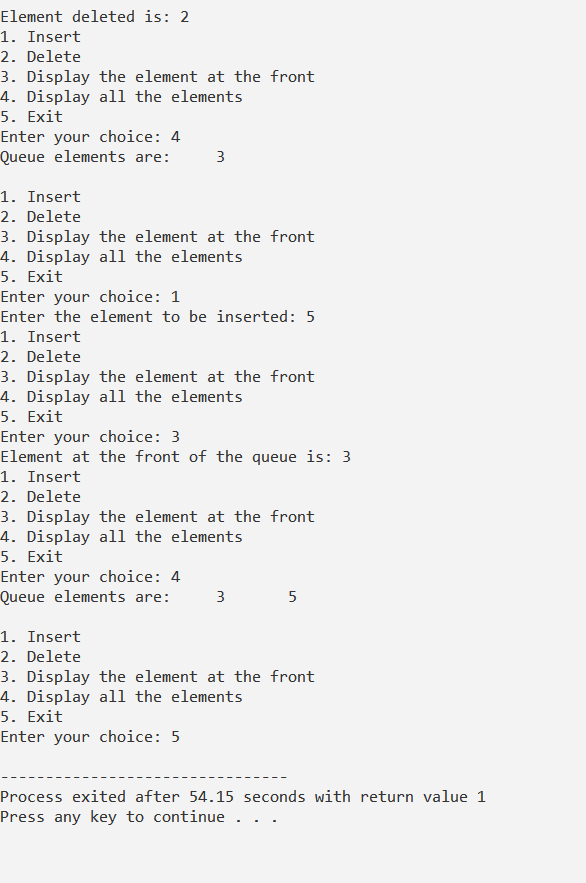 Element deleted is: 2
1. Insert
2. Delete
3. Display the element at the front
4. Display all the elements
5. Exit
Enter your choice: 4
Queue elements are:     3
1. Insert
2. Delete
3. Display the element at the front
4. Display all the elements
5. Exit
Enter your choice: 1
Enter the element to be inserted: 5
1. Insert
2. Delete
3. Display the element at the front
4. Display all the elements
5. Exit
Enter your choice: 3
Element at the front of the queue is: 3
1. Insert
2. Delete
3. Display the element at the front
4. Display all the elements
5. Exit
Enter your choice: 4
Queue elements are:     3       5
1. Insert
2. Delete
3. Display the element at the front
4. Display all the elements
5. Exit
Enter your choice: 5
--------------------------------
Process exited after 54.15 seconds with return value 1
Press any key to continue . . .